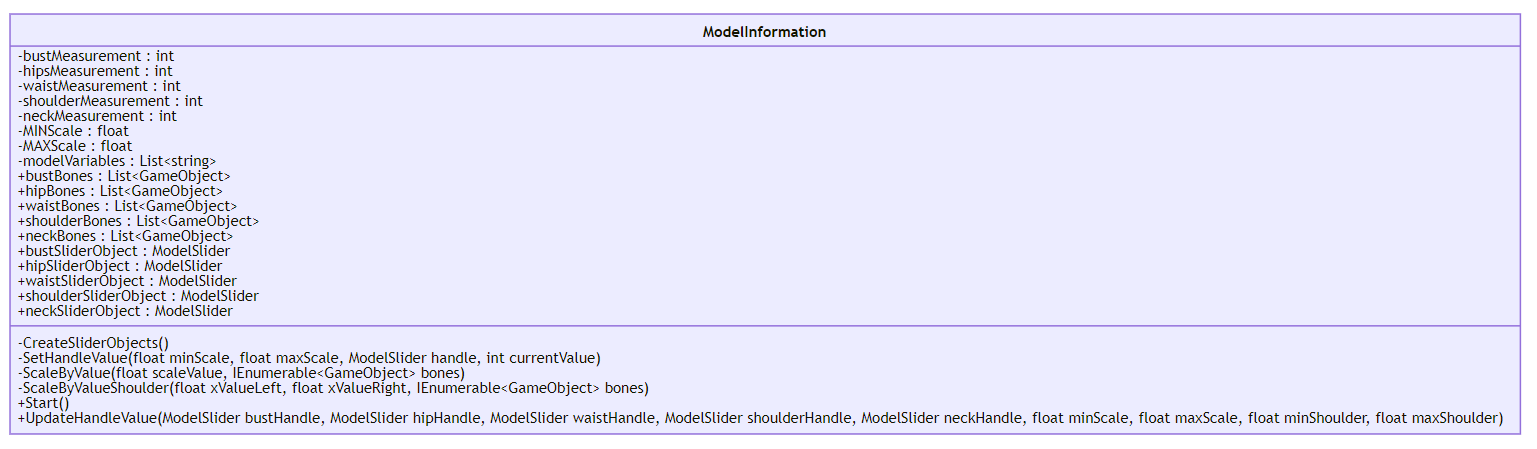 ModelInformation
-bustMeasurement : int
-hipsMeasurement : int
-waistMeasurement : int
-shoulderMeasurement : int
-neckMeasurement : int
-MINScale : float
-MAXScale : float
-modelVariables : List<string>
+bustBones : List<GameObject>
+hipBones : List<GameObject>
+waistBones : List<GameObject>
+shoulderBones : List<GameObject>
+neckBones : List<GameObject>
+bustSliderObject : ModelSlider
+hipSliderObject : ModelSlider
+waistSliderObject : ModelSlider
+shoulderSliderObject : ModelSlider
+neckSliderObject : ModelSlider
-CreateSliderObjects()
-SetHandleValue(float minScale, float maxScale, ModelSlider handle, int currentValue)
-ScaleByValue(float scaleValue, IEnumerable<GameObject> bones)
-ScaleByValueShoulder(float xValueLeft, float xValueRight, IEnumerable<GameObject> bones)
+Start()
+UpdateHandleValue(ModelSlider bustHandle, ModelSlider hipHandle, ModelSlider waistHandle, ModelSlider shoulderHandle, ModelSlider neckHandle, float minScale, float maxScale, float minShoulder, float maxShoulder)